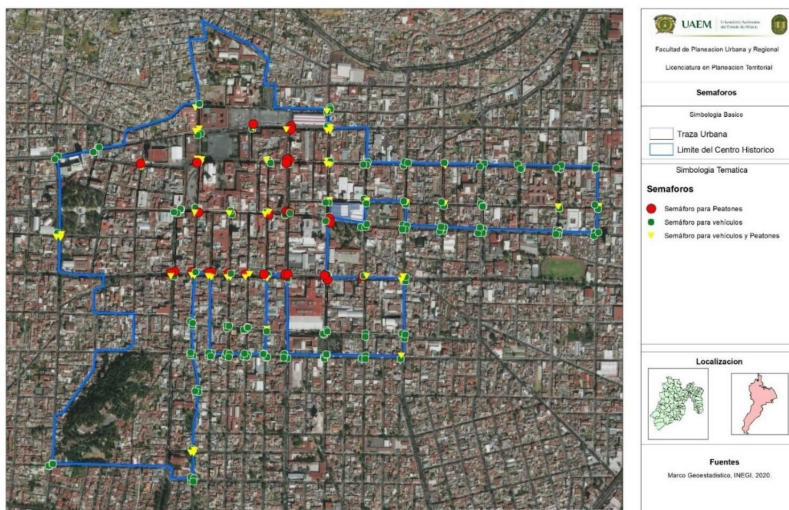 UAEM
Universidad Autónoma
del Estado de México
Facultad de Planeacion Urbana y Regional
Licenciatura en Planeacion Territorial
Semaforos
Simbologia Basica
Traza Urbana
Limite del Centro Historico
Simbologia Tematica
Semaforos
Semáforo para Peatones
Semáforo para vehículos
Semáforo para vehículos y Peatones
Localizacion
Fuentes
Marco Geoestadistico, INEGI, 2020.